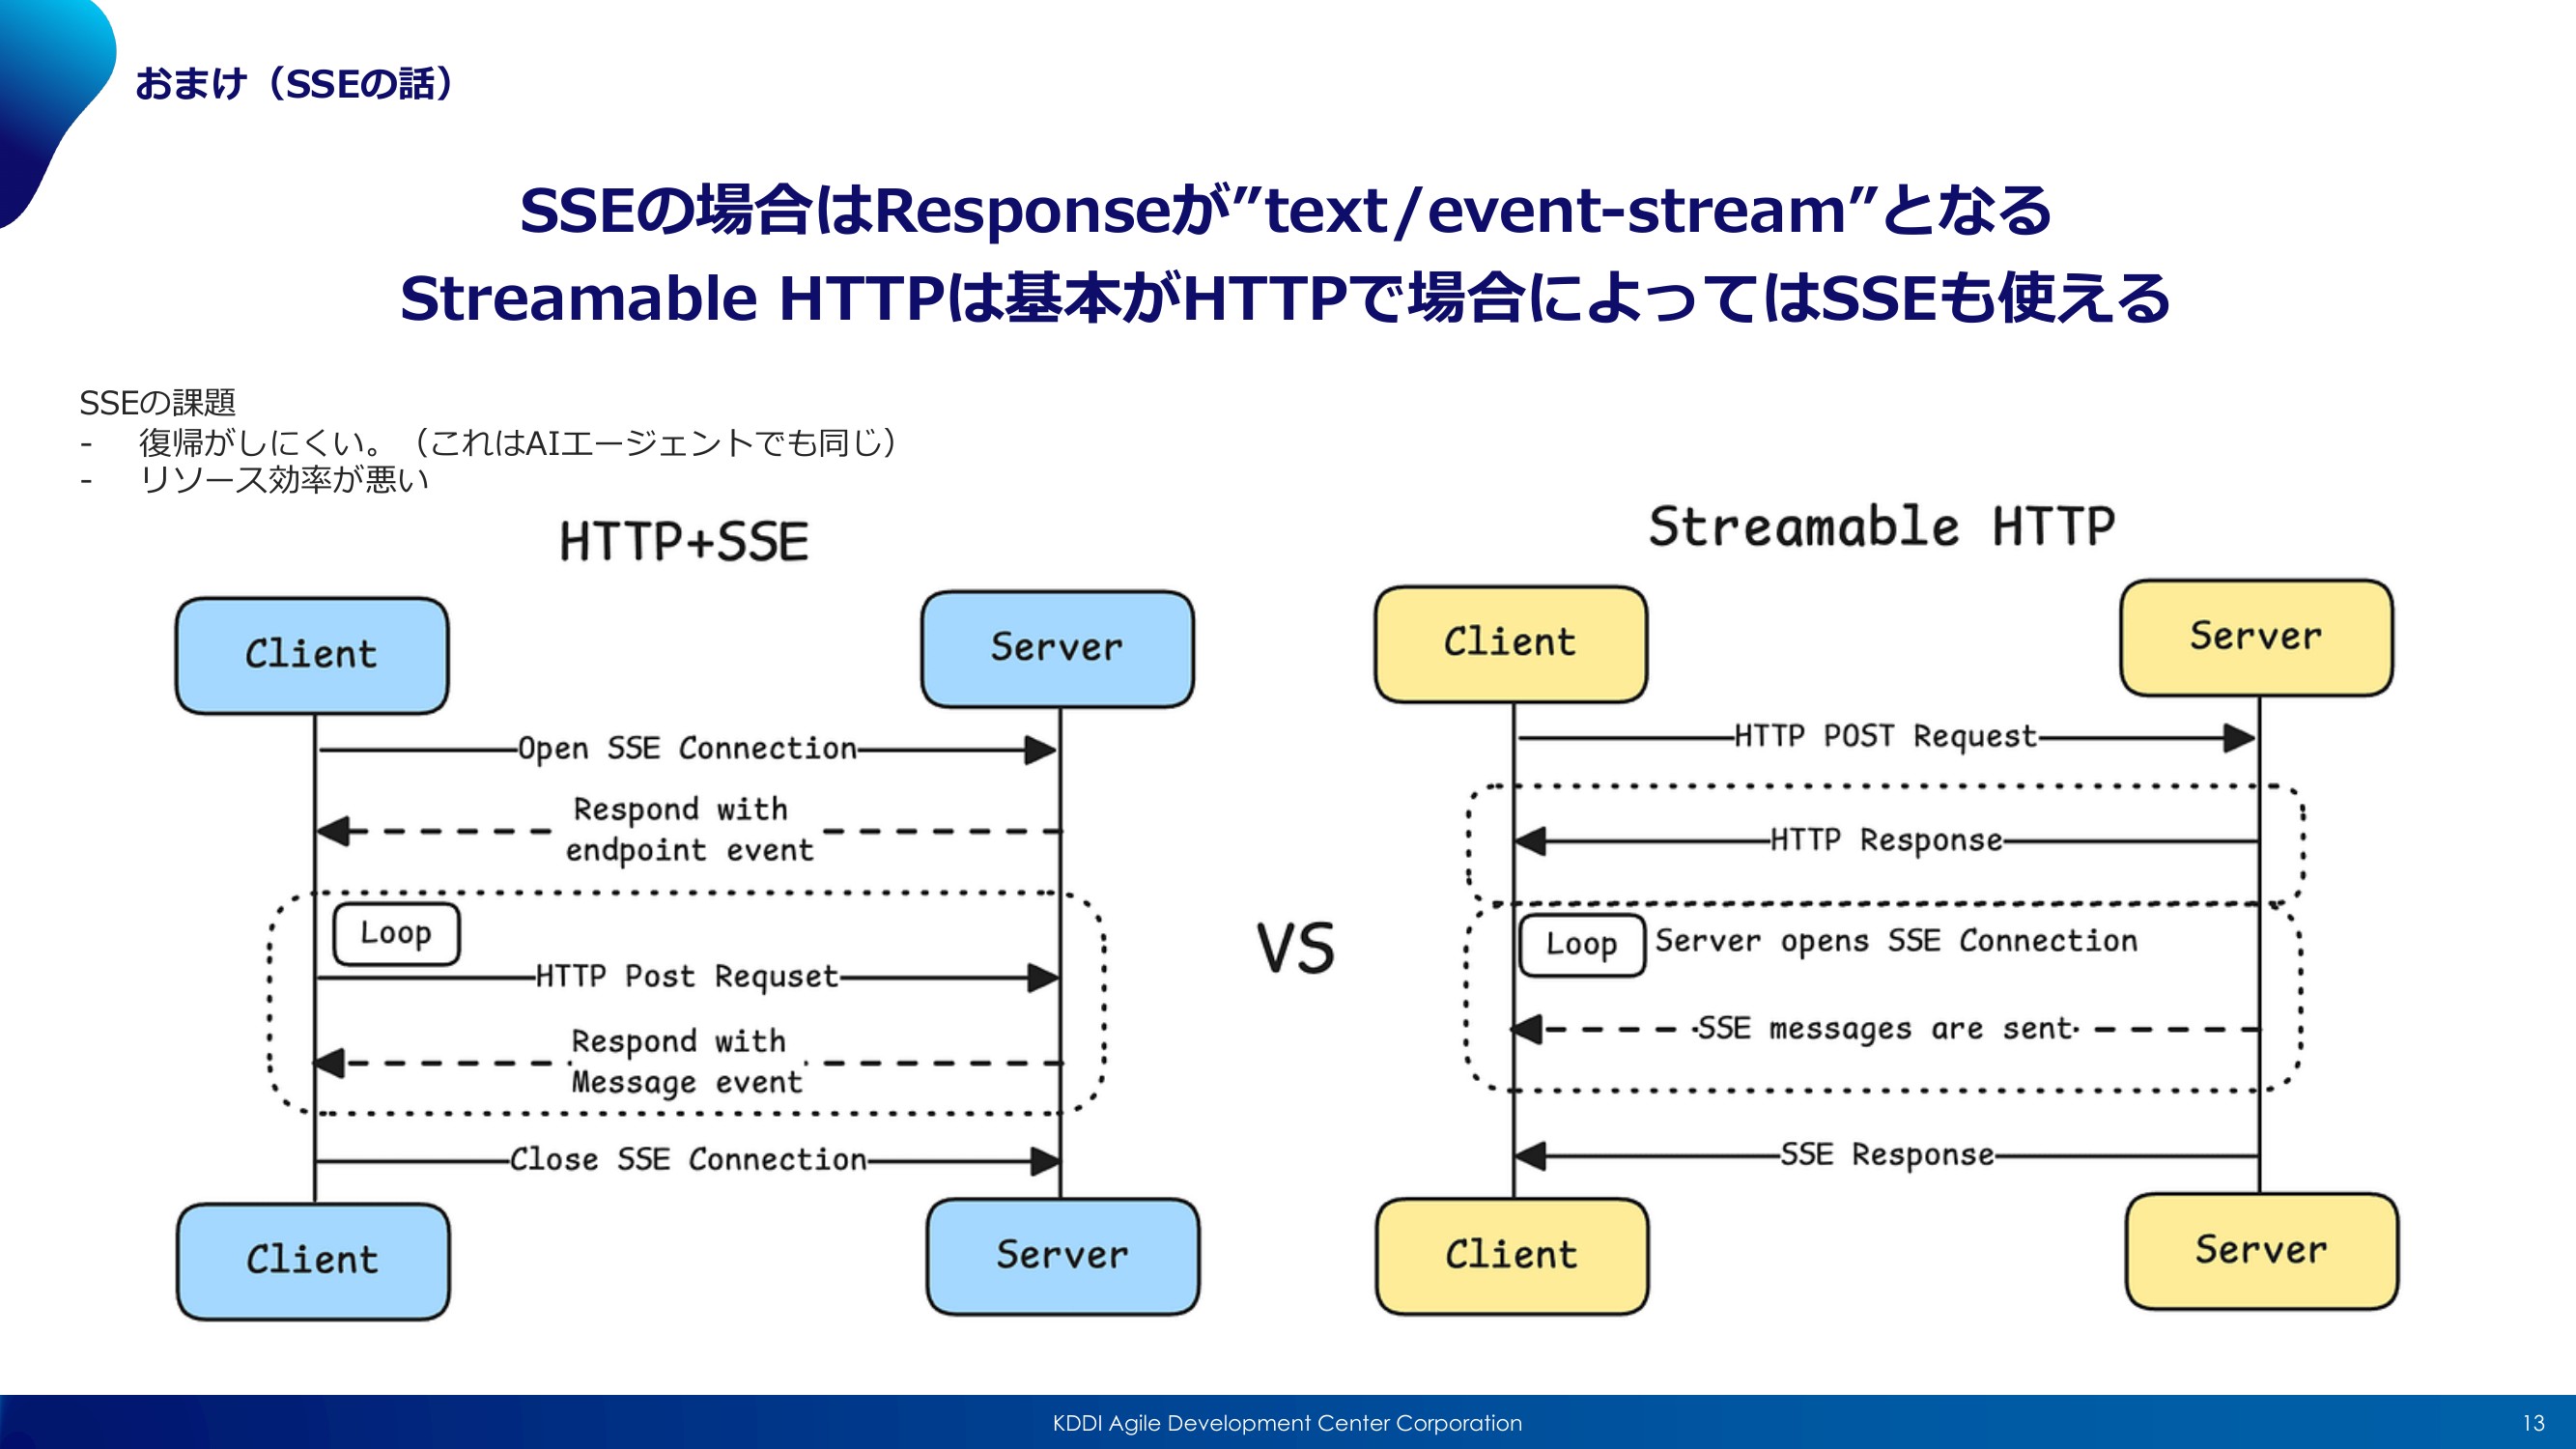 おまけ（SSEの話）
SSEの場合はResponseが”text/event-stream”となる
Streamable HTTPは基本がHTTPで場合によってはSSEも使える
SSEの課題
- 復帰がしにくい。（これはAIエージェントでも同じ）
- リソース効率が悪い
HTTP+SSE
Client
Server
Open SSE Connection
Respond with
endpoint event
Loop
HTTP Post Requset
Respond with
Message event
Close SSE Connection
Client
Server
VS
Streamable HTTP
Client
Server
HTTP POST Request
HTTP Response
Loop Server opens SSE Connection
SSE messages are sent
SSE Response
Client
Server
KDDI Agile Development Center Corporation
13